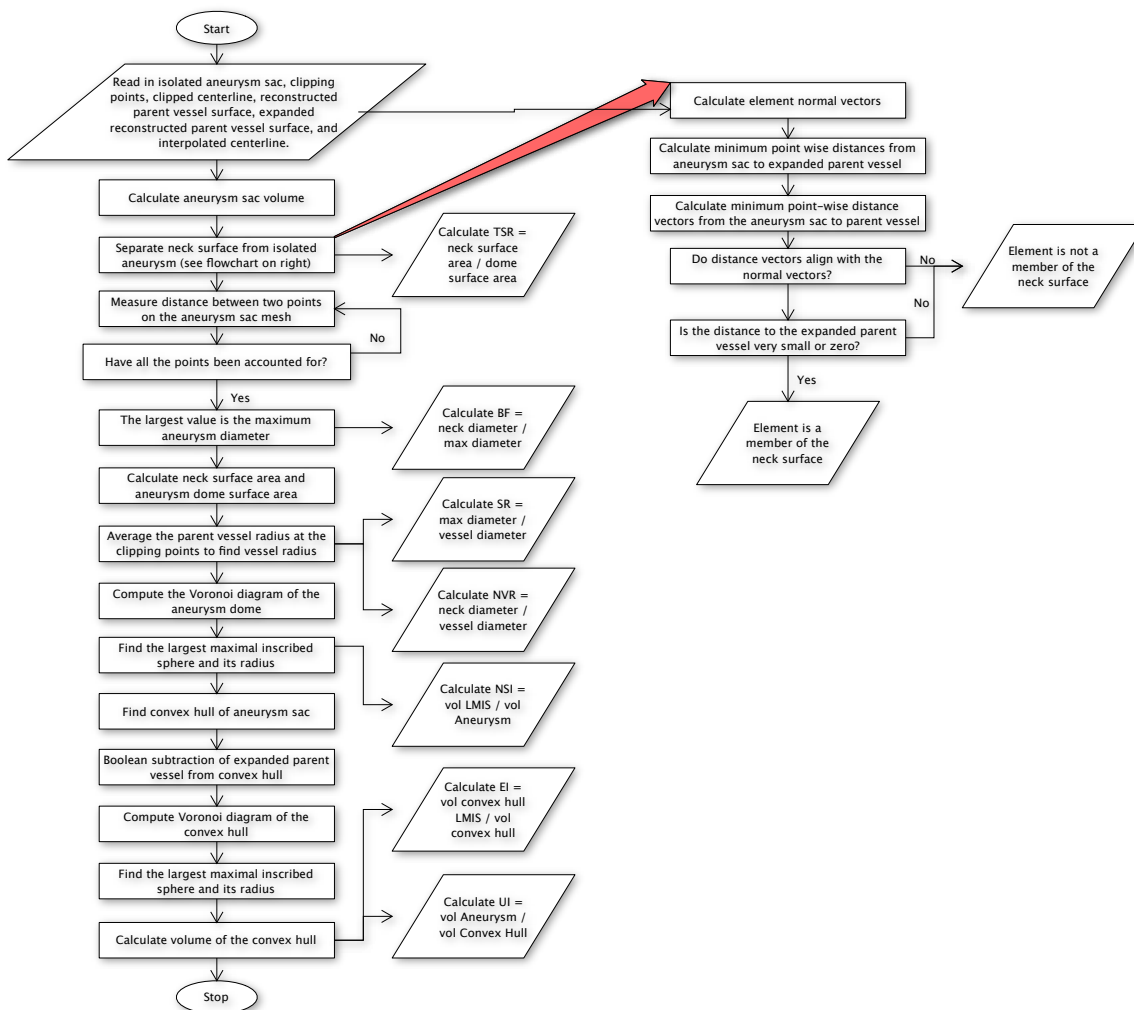 Start
Read in isolated aneurysm sac, clipping
points, clipped centerline, reconstructed
parent vessel surface, expanded
reconstructed parent vessel surface, and
interpolated centerline.
Calculate aneurysm sac volume
Separate neck surface from isolated
aneurysm (see flowchart on right)
Calculate TSR =
neck surface
area / dome
surface area
Measure distance between two points
on the aneurysm sac mesh
No
Have all the points been accounted for?
Yes
The largest value is the maximum
aneurysm diameter
Calculate BF =
neck diameter /
max diameter
Calculate neck surface area and
aneurysm dome surface area
Average the parent vessel radius at the
clipping points to find vessel radius
Calculate SR =
max diameter /
vessel diameter
Calculate NVR =
neck diameter /
vessel diameter
Compute the Voronoi diagram of the
aneurysm dome
Find the largest maximal inscribed
sphere and its radius
Calculate NSI =
vol LMIS / vol
Aneurysm
Find convex hull of aneurysm sac
Boolean subtraction of expanded parent
vessel from convex hull
Compute Voronoi diagram of the
convex hull
Find the largest maximal inscribed
sphere and its radius
Calculate volume of the convex hull
Calculate EI =
vol convex hull
LMIS / vol
convex hull
Calculate UI =
vol Aneurysm /
vol Convex Hull
Stop
Calculate element normal vectors
Calculate minimum point wise distances from
aneurysm sac to expanded parent vessel
Calculate minimum point-wise distance
vectors from the aneurysm sac to parent vessel
Do distance vectors align with the
normal vectors?
No
Element is not a
member of the
neck surface
No
Is the distance to the expanded parent
vessel very small or zero?
Yes
Element is a
member of the
neck surface